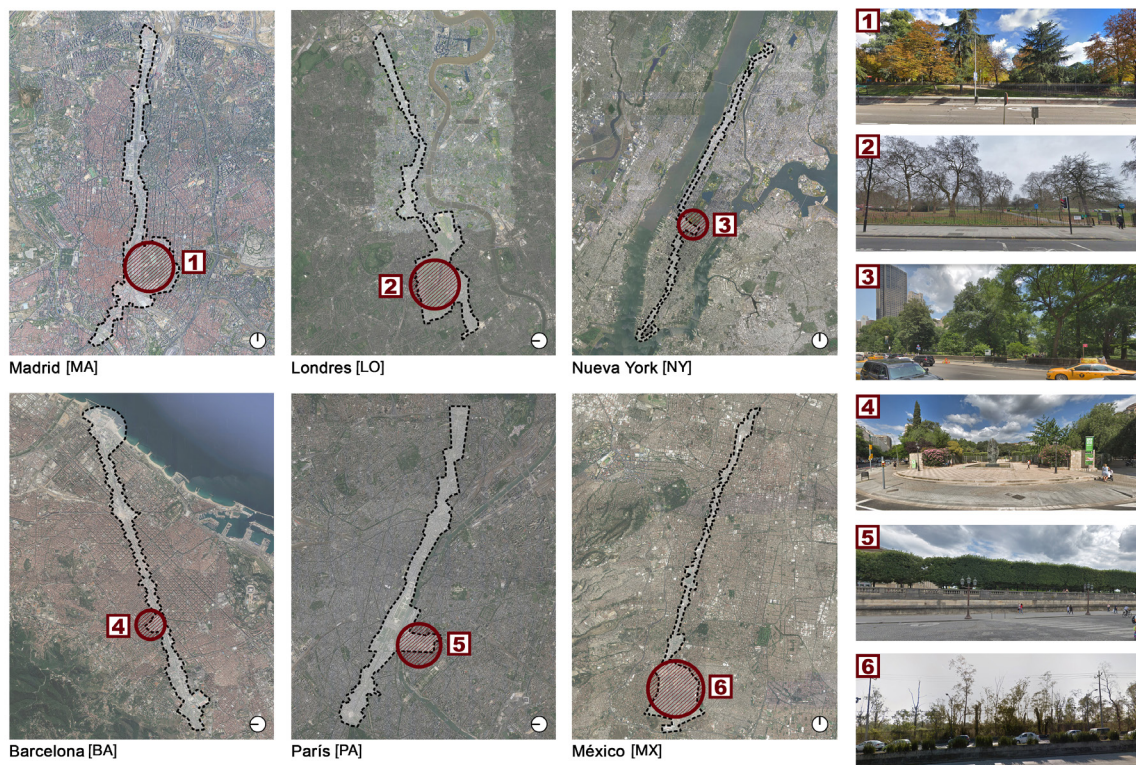 1
Madrid [MA]
2
Londres [LO]
3
Nueva York [NY]
4
Barcelona [BA]
5
París [PA]
6
México [MX]
1
2
3
4
5
6